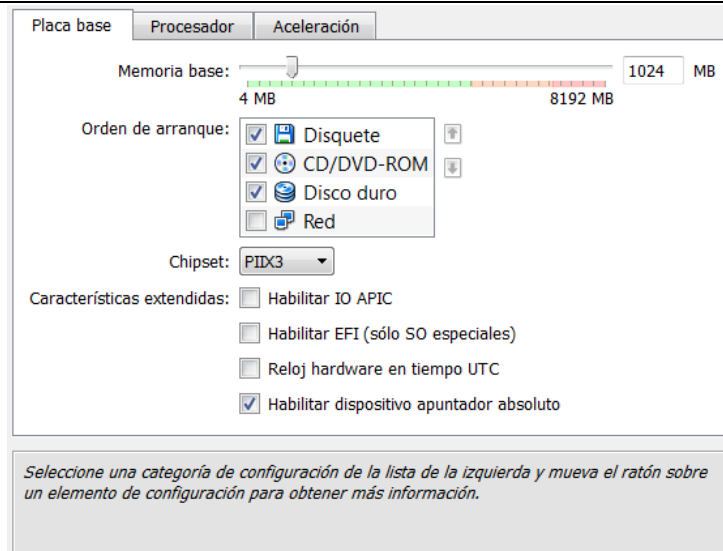 Placa base Procesador Aceleración
Memoria base: 1024 MB
4 MB 8192 MB
Orden de arranque: Disquete
CD/DVD-ROM
Disco duro
Red
Chipset: PIIX3
Características extendidas: Habilitar IO APIC
Habilitar EFI (sólo SO especiales)
Reloj hardware en tiempo UTC
Habilitar dispositivo apuntador absoluto
Seleccione una categoría de configuración de la lista de la izquierda y mueva el ratón sobre
un elemento de configuración para obtener más información.